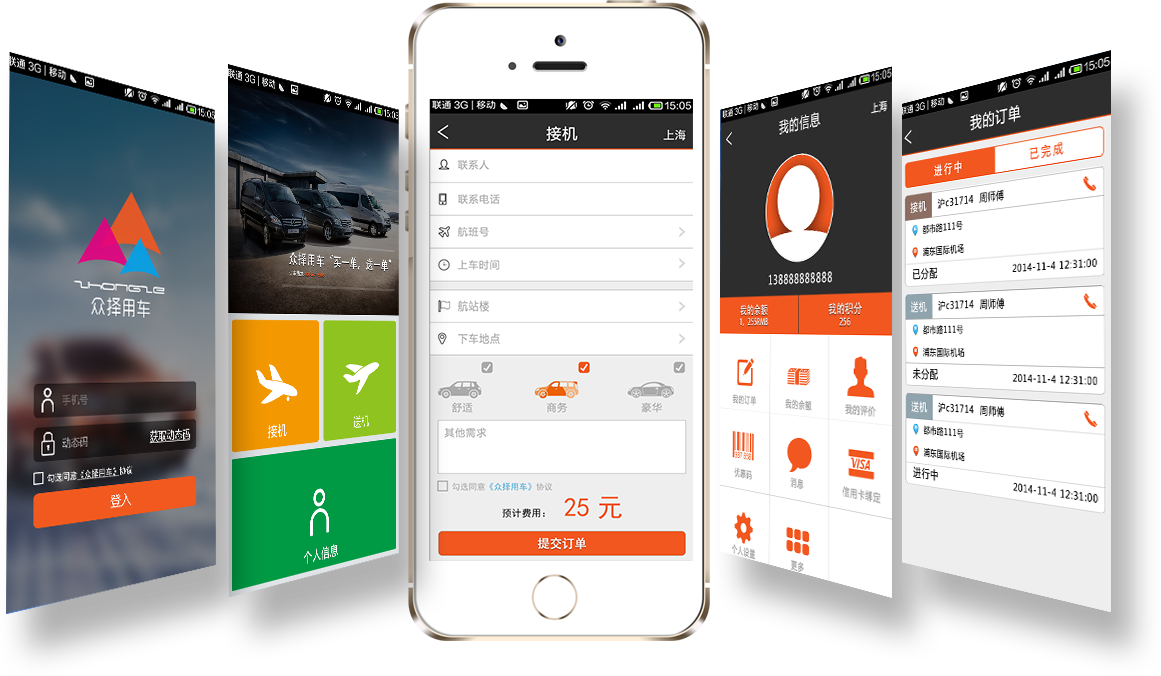 联通 3G | 移动 15:05
ZHONGZE
众择用车
手机号
动态码 获取动态码
勾选同意《众择用车》协议
登入
联通 3G | 移动 15:05
众择用车 "买一单,送一单"
接机
送机
个人信息
联通 3G | 移动 15:05
接机 上海
联系人
联系电话
航班号
上车时间
航站楼
下车地点
舒适 商务 豪华
其他需求
勾选同意《众择用车》协议
预计费用: 25 元
提交订单
联通 3G | 移动 15:05
我的信息 上海
138888888888
我的余额 我的积分
256
我的订单 我的余额 我的评价
优惠码 消息 信用卡绑定
VISA
个人设置 更多
联通 3G | 移动 15:05
我的订单
进行中 已完成
接机 沪c31714 周师傅
都市路111号
浦东国际机场
已分配 2014-11-4 12:31:00
送机 沪c31714 周师傅
都市路111号
浦东国际机场
未分配 2014-11-4 12:31:00
送机 沪c31714 周师傅
都市路111号
浦东国际机场
进行中 2014-11-4 12:31:00